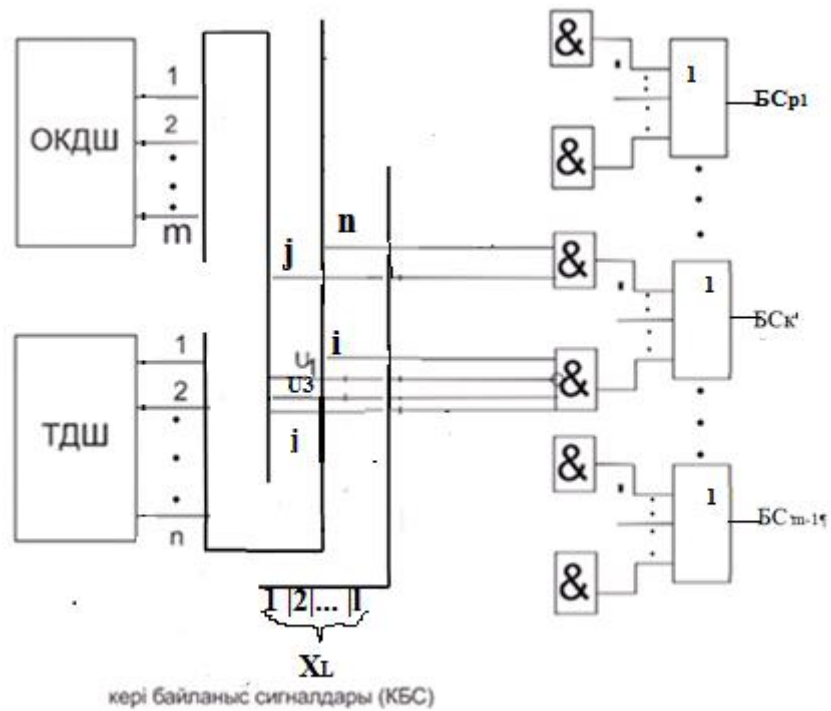 &
1
1
ОКДШ
БСр1
2
&
m
n
&
j
1
БСк'
i
1
U1
&
U3
2
ТДШ
j
&
1
БСm-1¶
n
&
1 |2|... |1
XL
кері байланыс сигналдары (КБС)